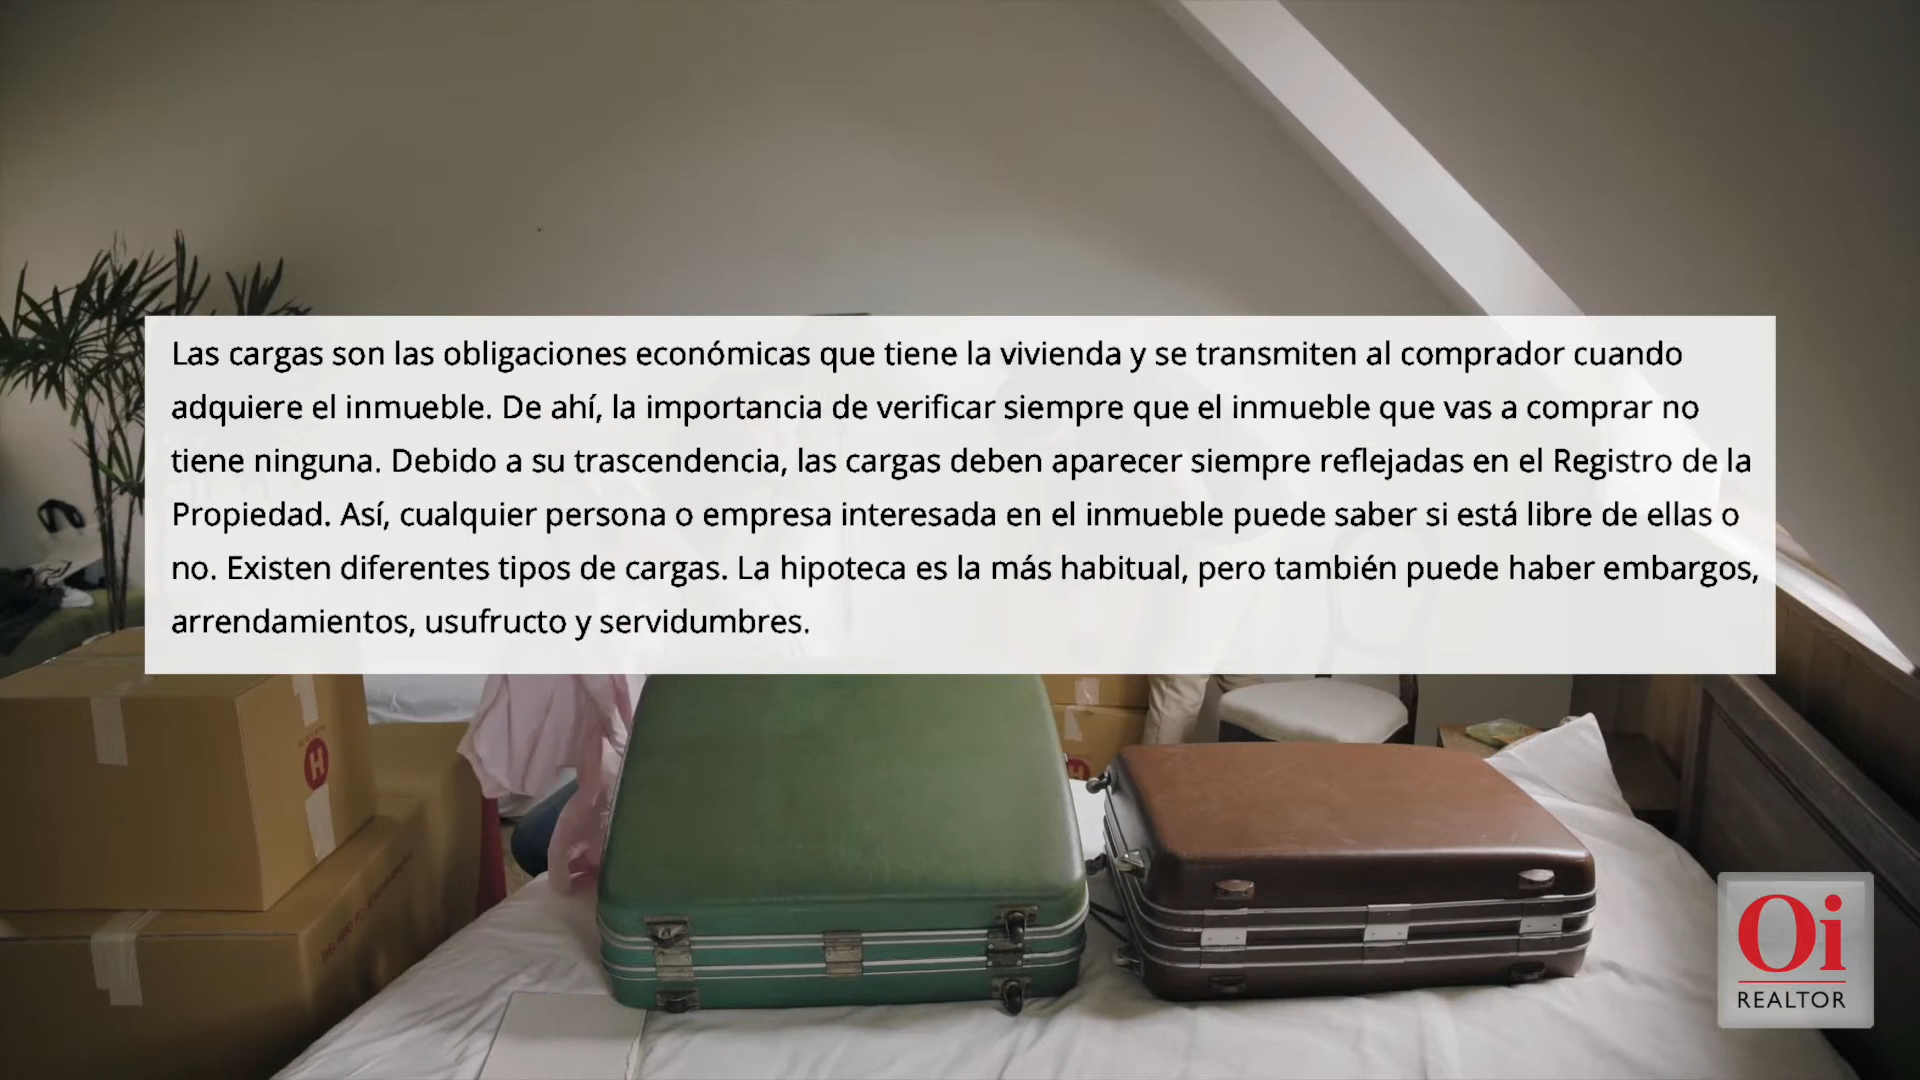 Las cargas son las obligaciones económicas que tiene la vivienda y se transmiten al comprador cuando
adquiere el inmueble. De ahí, la importancia de verificar siempre que el inmueble que vas a comprar no
tiene ninguna. Debido a su trascendencia, las cargas deben aparecer siempre reflejadas en el Registro de la
Propiedad. Así, cualquier persona o empresa interesada en el inmueble puede saber si está libre de ellas o
no. Existen diferentes tipos de cargas. La hipoteca es la más habitual, pero también puede haber embargos,
arrendamientos, usufructo y servidumbres.
H
H
Oi
REALTOR